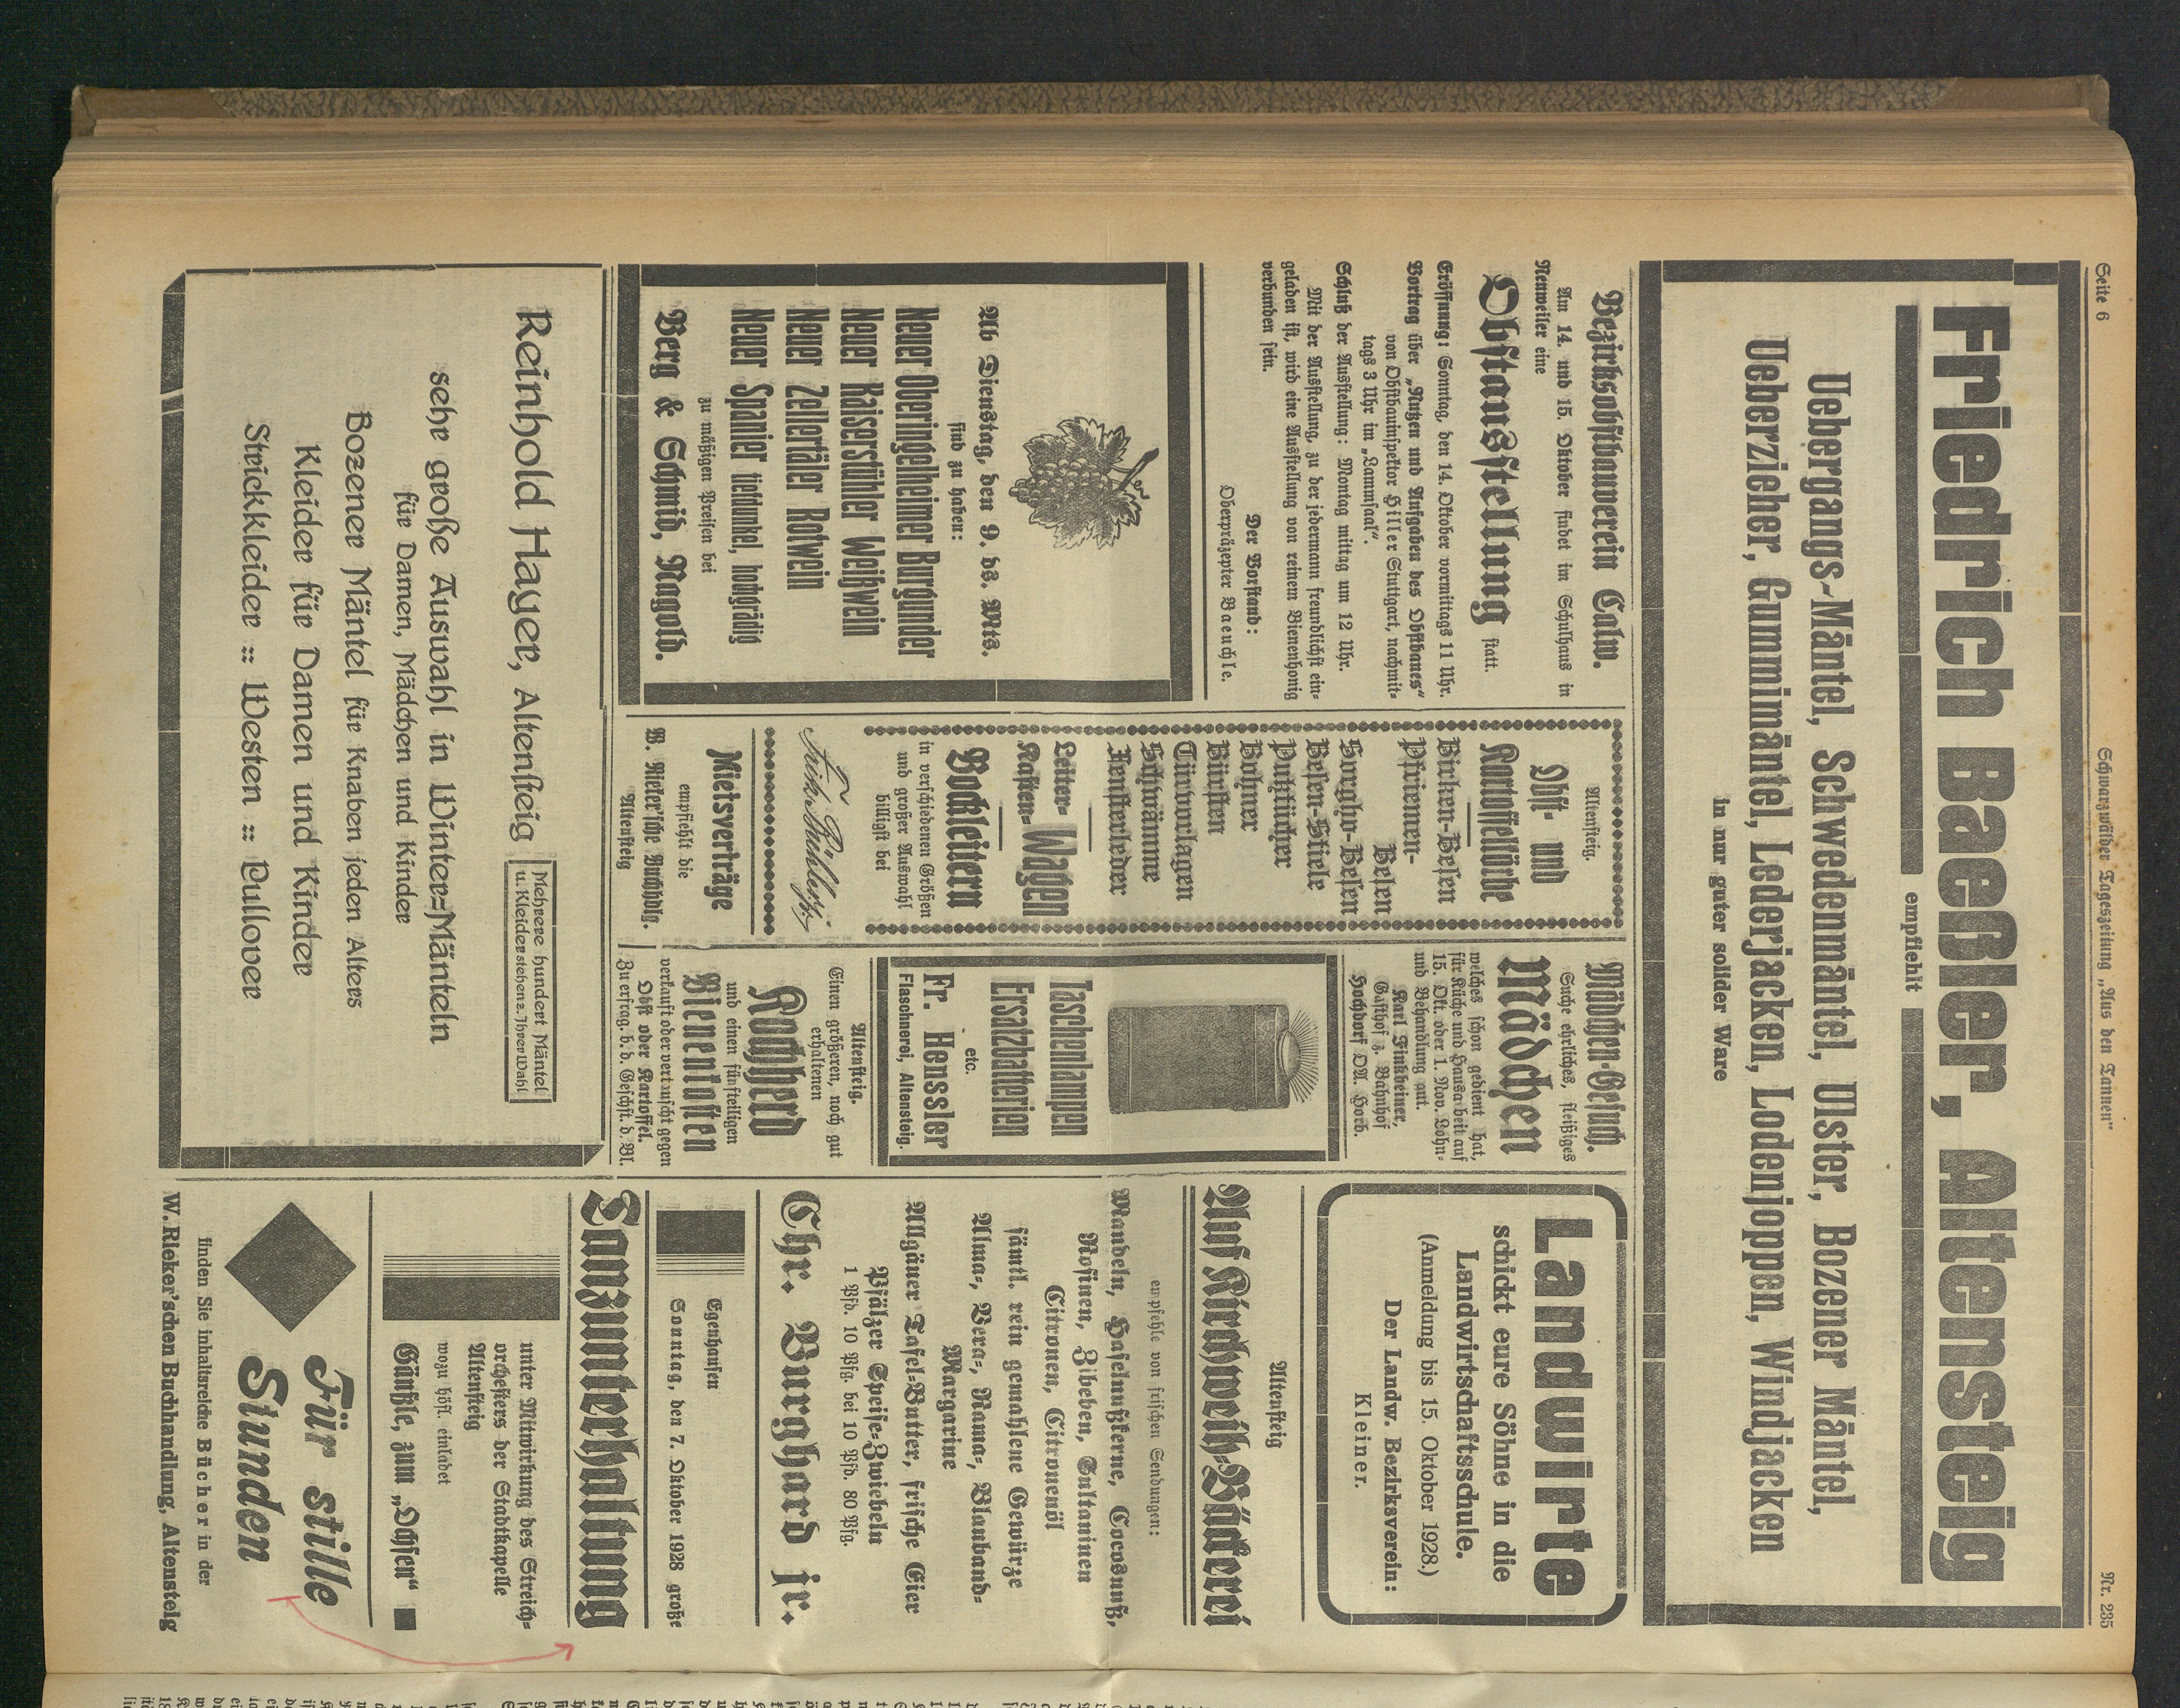 Seite 6
Schwarzwälder Tageszeitung „Aus den Tannen“
Nr. 235
Friedrich Baeßler, Altensteig
empfiehlt
Uebergangs-Mäntel, Schwedenmäntel, Ulster, Bozener Mäntel,
Ueberzieher, Gummimäntel, Lederjacken, Lodenjoppen, Windjacken
in nur guter solider Ware
Bezirksobstbauverein Calw.
Am 14. und 15. Oktober findet im Schulhaus in
Neuweiler eine
Obstausstellung statt.
Eröffnung: Sonntag, den 14. Oktober vormittags 11 Uhr.
Vortrag über „Nutzen und Aufgaben des Obstbaues“
von Obstbauinspektor Hiller Stuttgart, nachmit-
tags 3 Uhr im „Lammsaal“.
Schluß der Ausstellung: Montag mittag um 12 Uhr.
Mit der Ausstellung, zu der jedermann freundlichst ein-
geladen ist, wird eine Ausstellung von reinem Bienenhonig
verbunden sein.
Der Vorstand:
Oberpräzepter Baeuchle.
Ab Dienstag, den 9. ds. Mts.
sind zu haben:
Neuer Oberingelheimer Burgunder
Neuer Kaiserstühler Weißwein
Neuer Zellertäler Rotwein
Neuer Spanier tiefdunkel, hochgrädig
zu mäßigen Preisen bei
Berg & Schmid, Nagold.
Altensteig.
Obst- und
Kartoffelkörbe
Birken-Besen
Pfriemen-
Besen
Sorgho-Besen
Besen-Stiele
Putztücher
Bohner
Bürsten
Türvorlagen
Schwämme
Fensterleder
Leiter-
Kasten- Wagen
Bockleitern
in verschiedenen Größen
und großer Auswahl
billigst bei
Fritz Bühler jr.
Mietsverträge
empfiehlt die
W. Rieker'sche Buchhdlg.
Altensteig
Mädchen-Gesuch.
Suche ehrliches, fleißiges
Mädchen
welches schon gedient hat,
für Küche und Hausarbeit auf
15. Okt. oder 1. Nov. Lohn-
und Behandlung gut.
Karl Finkbeiner,
Gasthof z. Bahnhof
Hochdorf OA. Horb.
Taschenlampen
Ersatzbatterien
etc.
Fr. Henssler
Flaschnerei, Altensteig.
Altensteig.
Einen größeren, noch gut
erhaltenen
Kochherd
und einen fünfteiligen
Bienenkasten
verkauft oder vertauscht gegen
Obst oder Kartoffel.
Zu erfrag. b. d. Geschst. d. Bl.
Landwirte
schickt eure Söhne in die
Landwirtschaftsschule.
(Anmeldung bis 15. Oktober 1928.)
Der Landw. Bezirksverein:
Kleiner.
Altensteig
Auf Kirchweih-Bäckerei
empfehle von frischen Sendungen:
Mandeln, Haselnußkerne, Cocosnuß,
Rosinen, Zibeben, Sultaninen
Citronen, Citronenöl
sämtl. rein gemahlene Gewürze
Alma-, Vera-, Rama-, Blauband-
Margarine
Allgäuer Tafel-Butter, frische Eier
Pfälzer Speise-Zwiebeln
1 Pfd. 10 Pfg. bei 10 Pfd. 80 Pfg.
Chr. Burghard jr.
Egenhausen
Sonntag, den 7. Oktober 1928 große
Tanzunterhaltung
unter Mitwirkung des Streich-
orchesters der Stadtkapelle
Altensteig
wozu höfl. einladet
Gänßle, zum „Ochsen“
Für stille
Stunden
finden Sie inhaltsreiche Bücher in der
W. Rieker'schen Buchhandlung, Altensteig
Reinhold Hayer, Altensteig
Mehrere hundert Mäntel
u. Kleider stehen z. Ihrer Wahl
sehr große Auswahl in Winter-Mänteln
für Damen, Mädchen und Kinder
Bozener Mäntel für Knaben jeden Alters
Kleider für Damen und Kinder
Strickkleider :: Westen :: Pullover